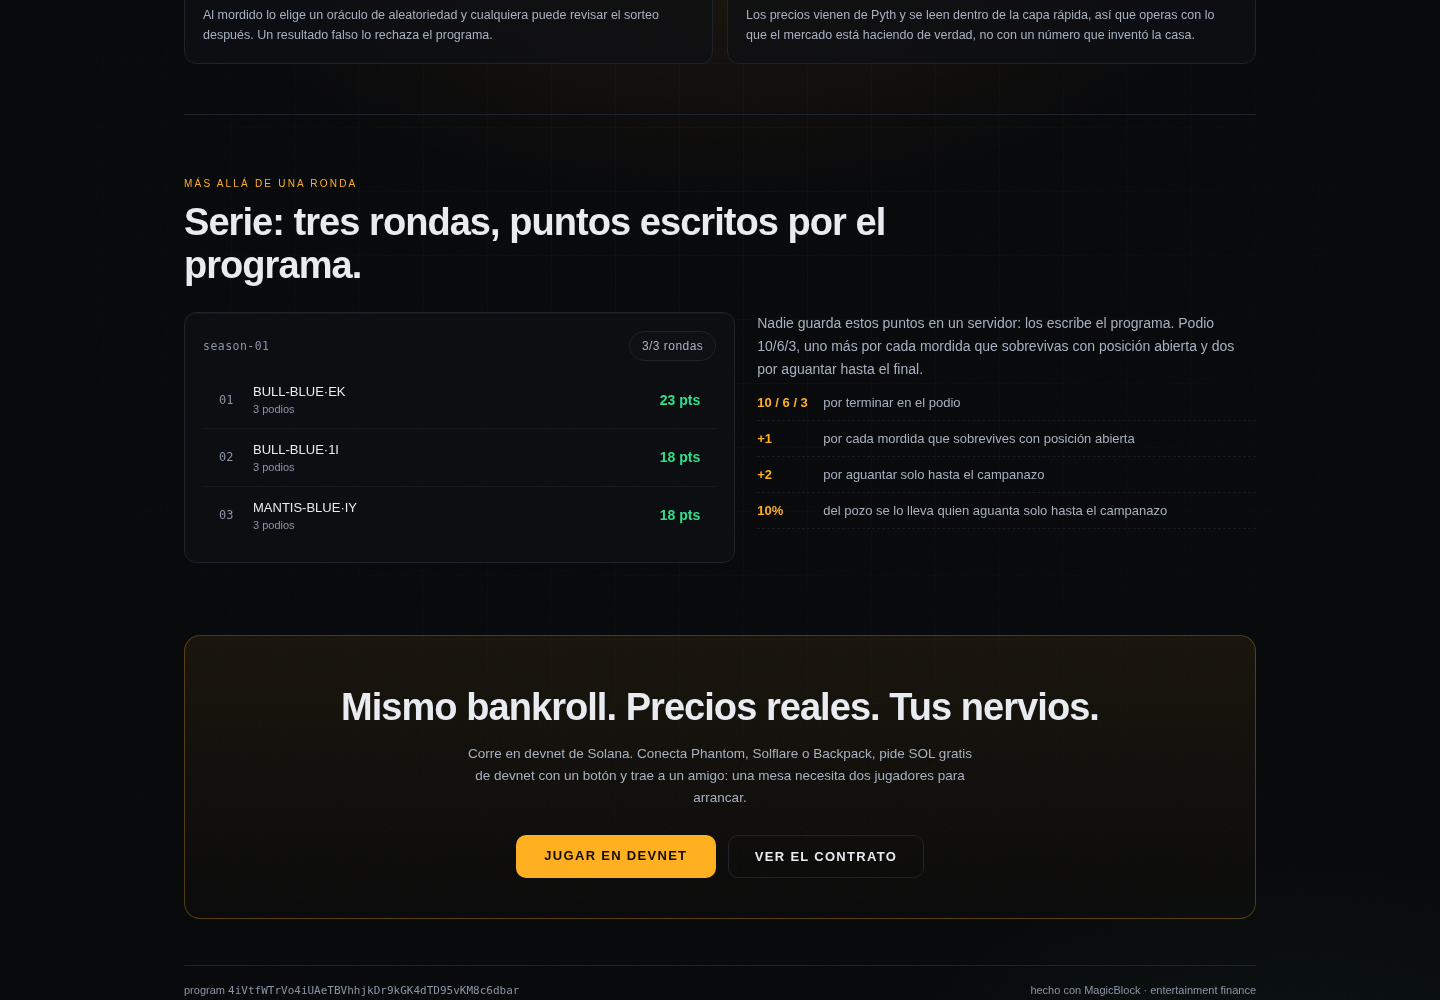 Al mordido lo elige un oráculo de aleatoriedad y cualquiera puede revisar el sorteo
después. Un resultado falso lo rechaza el programa.
Los precios vienen de Pyth y se leen dentro de la capa rápida, así que operas con lo
que el mercado está haciendo de verdad, no con un número que inventó la casa.
MÁS ALLÁ DE UNA RONDA
Serie: tres rondas, puntos escritos por el
programa.
season-01
3/3 rondas
01
BULL-BLUE·EK
3 podios
23 pts
02
BULL-BLUE·1I
3 podios
18 pts
03
MANTIS-BLUE·IY
3 podios
18 pts
Nadie guarda estos puntos en un servidor: los escribe el programa. Podio
10/6/3, uno más por cada mordida que sobrevivas con posición abierta y dos
por aguantar hasta el final.
10 / 6 / 3 por terminar en el podio
+1 por cada mordida que sobrevives con posición abierta
+2 por aguantar solo hasta el campanazo
10% del pozo se lo lleva quien aguanta solo hasta el campanazo
Mismo bankroll. Precios reales. Tus nervios.
Corre en devnet de Solana. Conecta Phantom, Solflare o Backpack, pide SOL gratis
de devnet con un botón y trae a un amigo: una mesa necesita dos jugadores para
arrancar.
JUGAR EN DEVNET
VER EL CONTRATO
program 4iVtfWTrVo4iUAeTBVhhjkDr9kGK4dTD95vKM8c6dbar
hecho con MagicBlock · entertainment finance